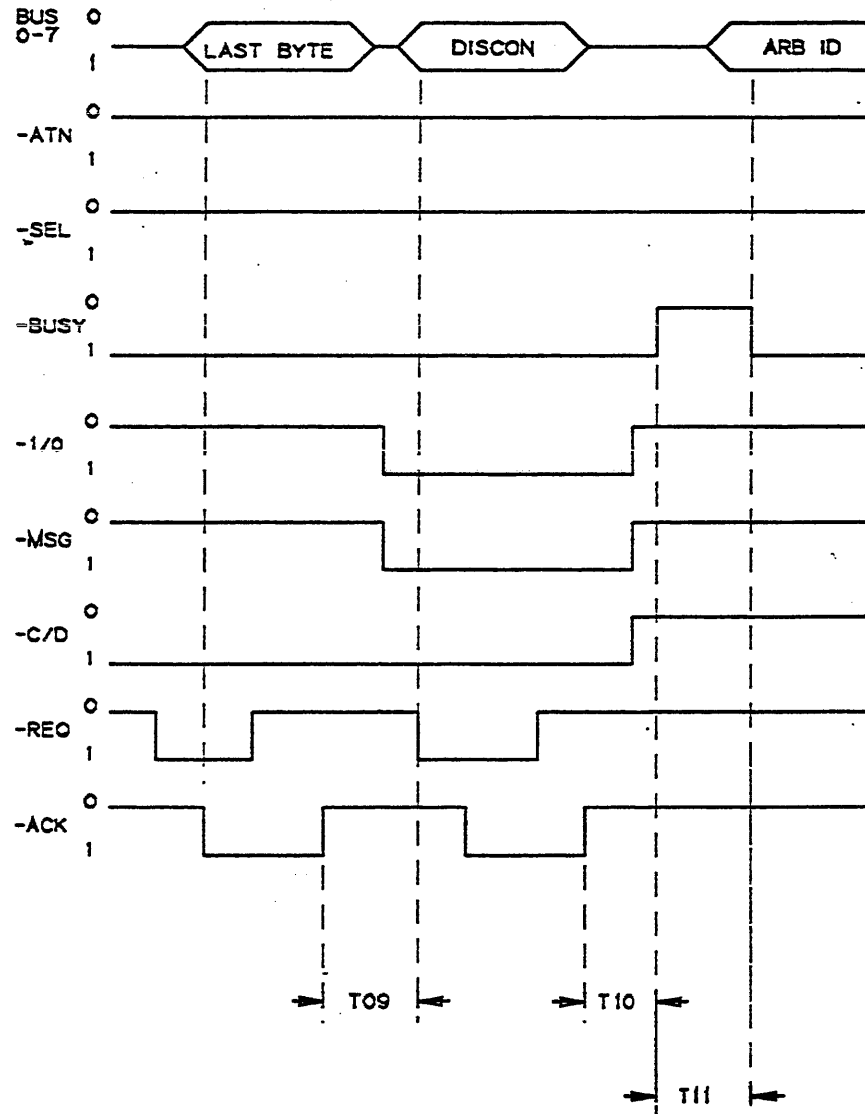 BUS
0-7
0
1
LAST BYTE
DISCON
ARB ID
-ATN
0
1
-SEL
0
1
=BUSY
0
1
-I/O
0
1
-MSG
0
1
-C/D
0
1
-REQ
0
1
-ACK
0
1
T09
T10
T11